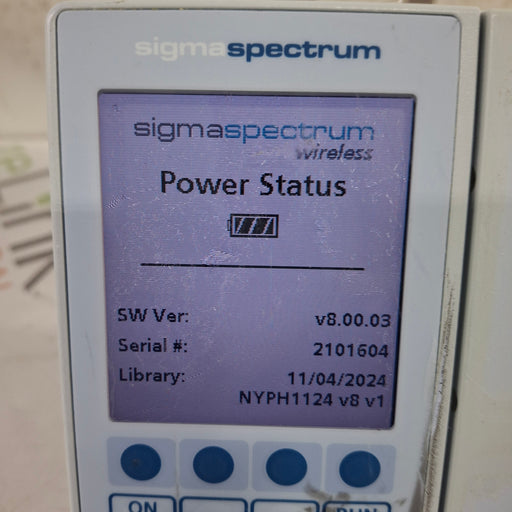 sigmaspectrum
sigmaspectrum
wireless
Power Status
SW Ver: v8.00.03
Serial #: 2101604
Library: 11/04/2024
NYPH1124 v8 v1
ON
RUN